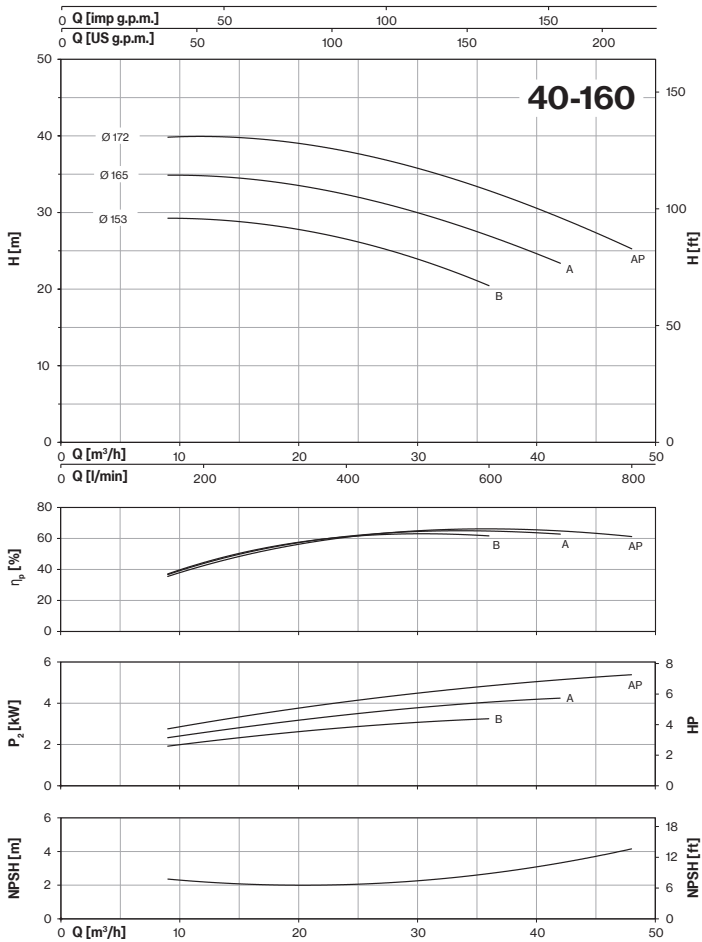 0 Q [imp g.p.m.] 50 100 150
0 Q [US g.p.m.] 50 100 150 200
40-160
H [m]
50
40
30
20
10
0
H [ft]
150
100
50
0
Ø 172
Ø 165
Ø 153
AP
A
B
0 Q [m³/h] 10 20 30 40 50
0 Q [l/min] 200 400 600 800
ηp [%]
80
60
40
20
0
B A AP
P2 [kW]
6
4
2
0
HP
8
6
4
2
0
AP
A
B
NPSH [m]
6
4
2
0
NPSH [ft]
18
12
6
0
0 Q [m³/h] 10 20 30 40 50